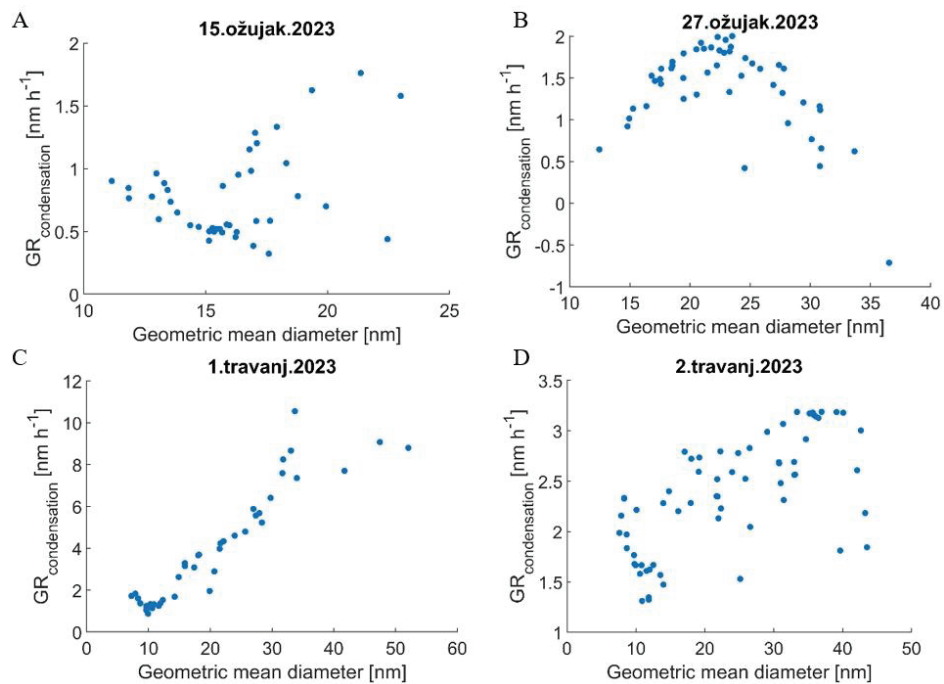 A
15.ožujak.2023
2
1.5
1
0.5
0
GRcondensation [nm h⁻¹]
10 15 20 25
Geometric mean diameter [nm]
B
27.ožujak.2023
2
1.5
1
0.5
0
-0.5
-1
GRcondensation [nm h⁻¹]
10 15 20 25 30 35 40
Geometric mean diameter [nm]
C
1.travanj.2023
12
10
8
6
4
2
0
GRcondensation [nm h⁻¹]
0 10 20 30 40 50 60
Geometric mean diameter [nm]
D
2.travanj.2023
3.5
3
2.5
2
1.5
1
GRcondensation [nm h⁻¹]
0 10 20 30 40 50
Geometric mean diameter [nm]